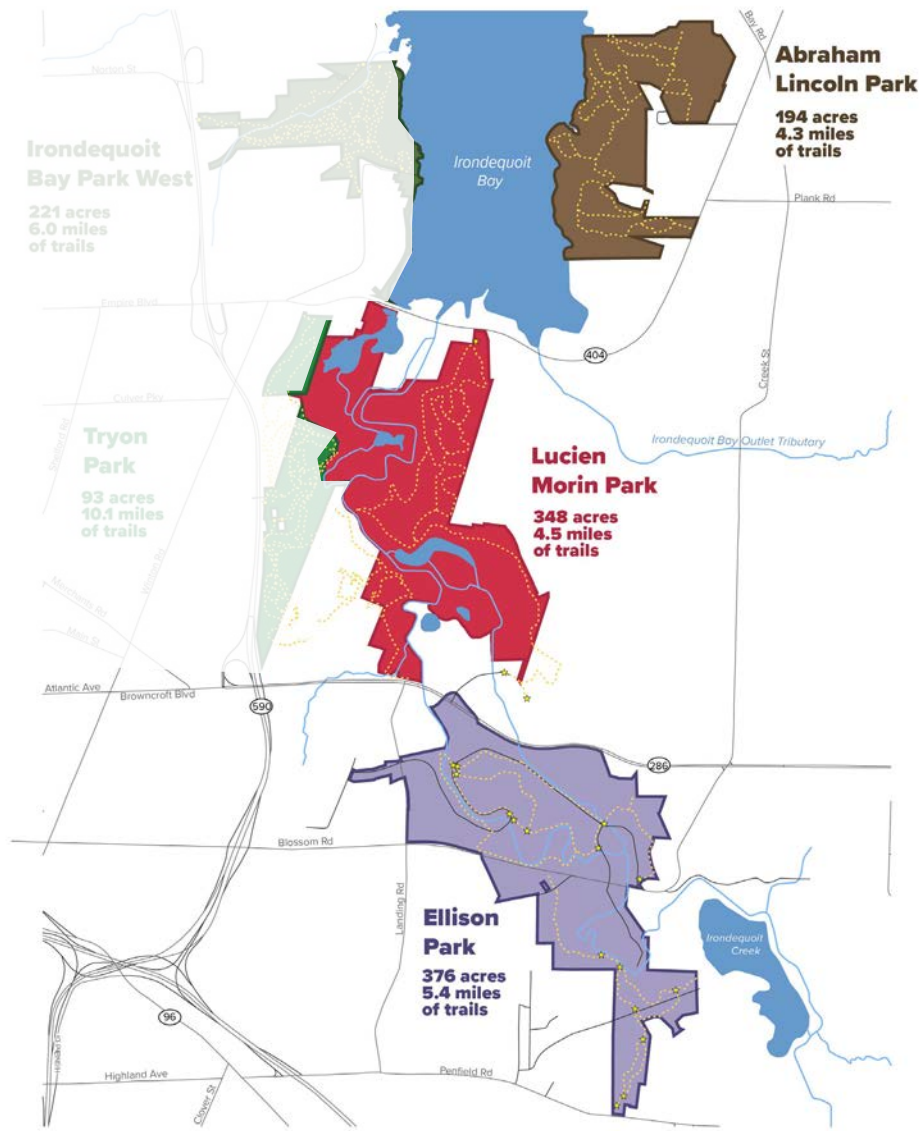 Bay Rd
Abraham
Lincoln Park
194 acres
4.3 miles
of trails
Norton St
Irondequoit
Bay Park West
221 acres
6.0 miles
of trails
Irondequoit
Bay
Plank Rd
Empire Blvd
404
Creek St
Culver Pky
Tryon
Park
93 acres
10.1 miles
of trails
Irondequoit Bay Outlet Tributary
Lucien
Morin Park
348 acres
4.5 miles
of trails
Winton Rd
Merchants Rd
Main St
Atlantic Ave
Browncroft Blvd
590
286
Blossom Rd
Landing Rd
Ellison
Park
376 acres
5.4 miles
of trails
Irondequoit
Creek
96
Highland Ave
Clover St
Penfield Rd